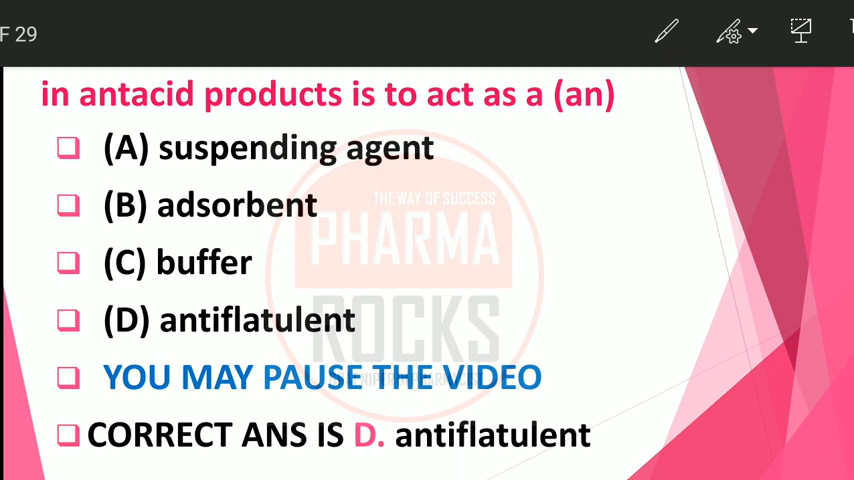 F 29
in antacid products is to act as a (an)
(A) suspending agent
THE WAY OF SUCCESS
(B) adsorbent
PHARMA
(C) buffer
ROCKS
(D) antiflatulent
YOU MAY PAUSE THE VIDEO
CORRECT ANS IS D. antiflatulent